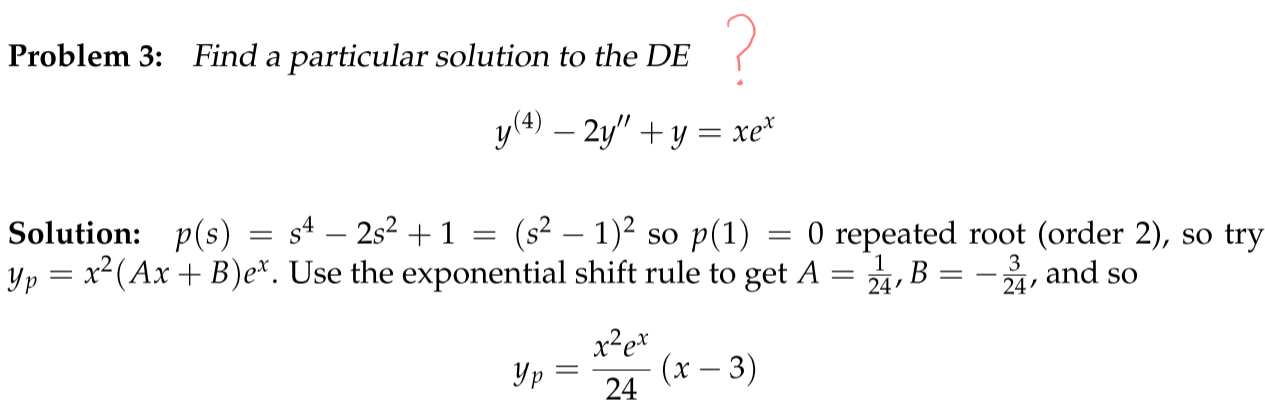 Problem 3: Find a particular solution to the DE ?
y^{(4)} − 2y′′ + y = xe^x
Solution: p(s) = s^4 − 2s^2 + 1 = (s^2 − 1)^2 so p(1) = 0 repeated root (order 2), so try
y_p = x^2(Ax + B)e^x. Use the exponential shift rule to get A = \frac{1}{24}, B = −\frac{3}{24}, and so
y_p = \frac{x^2e^x}{24} (x − 3)